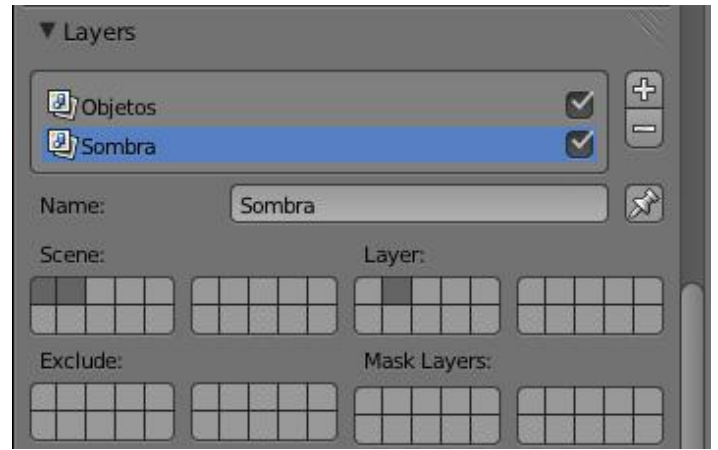 Layers
Objetos
Sombra
Name: Sombra
Scene: Layer:
Exclude: Mask Layers: